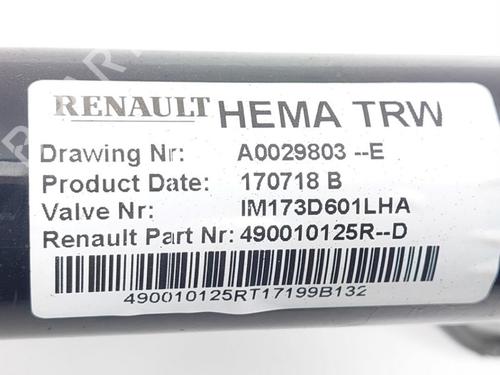 RENAULT HEMA TRW
Drawing Nr: A0029803 --E
Product Date: 170718 B
Valve Nr: IM173D601LHA
Renault Part Nr: 490010125R--D
490010125RT17199B132